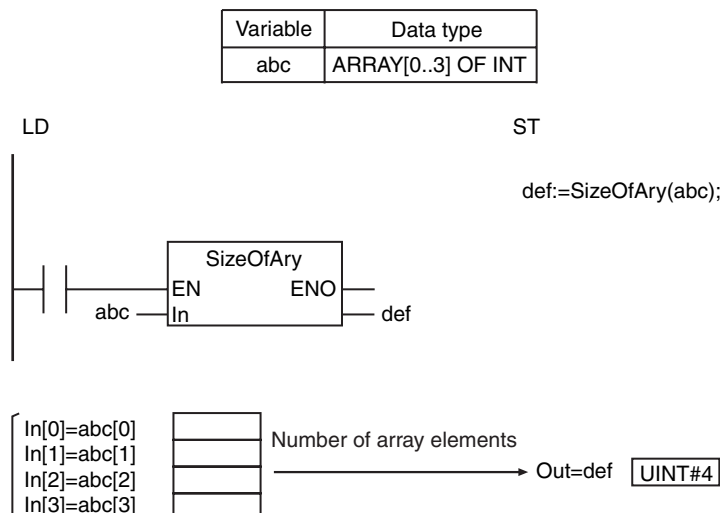 Variable Data type
abc ARRAY[0..3] OF INT
LD ST
def:=SizeOfAry(abc);
SizeOfAry
EN ENO
abc In def
In[0]=abc[0]
In[1]=abc[1]
Number of array elements
In[2]=abc[2]
Out=def UINT#4
In[3]=abc[3]